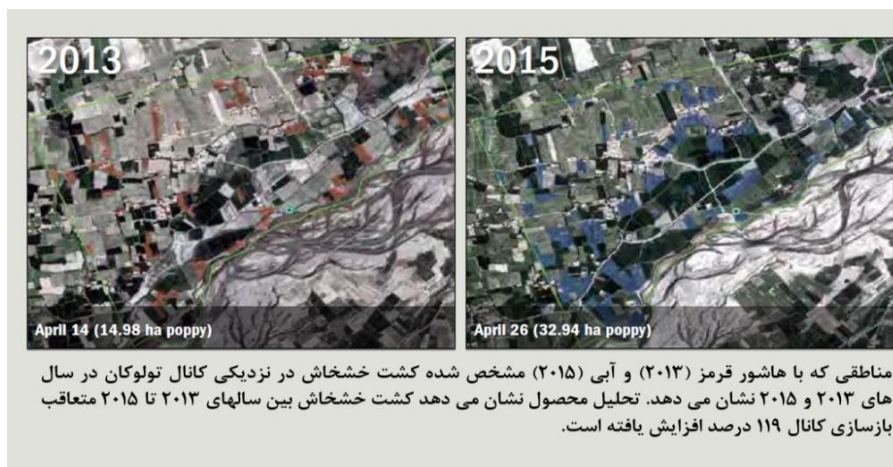 2013
2015
April 14 (14.98 ha poppy)
April 26 (32.94 ha poppy)
مناطقی که با هاشور قرمز (۲۰۱۳) و آبی (۲۰۱۵) مشخص شده کشت خشخاش در نزدیکی کانال تولوکان در سال
های ۲۰۱۳ و ۲۰۱۵ نشان می دهد. تحلیل محصول نشان می دهد کشت خشخاش بین سالهای ۲۰۱۳ تا ۲۰۱۵ متعاقب
بازسازی کانال ۱۱۹ درصد افزایش یافته است.